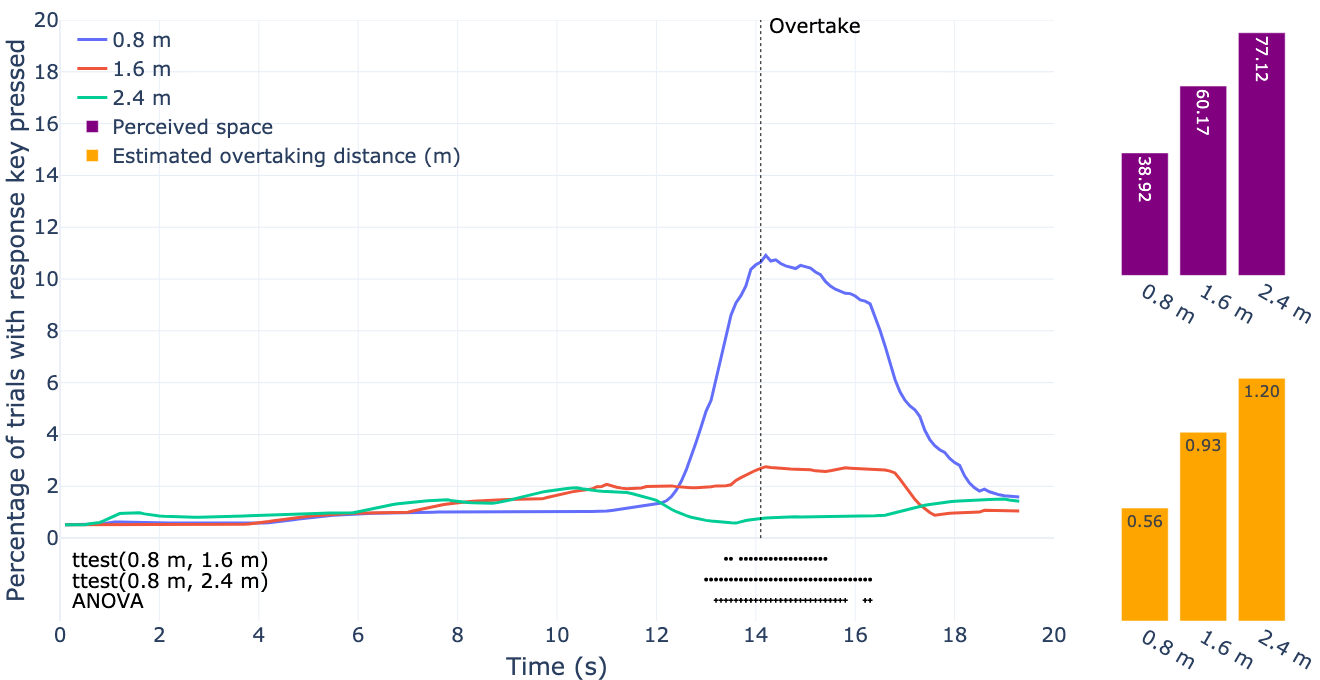 Percentage of trials with response key pressed
20
18
16
14
12
10
8
6
4
2
0
0.8 m
1.6 m
2.4 m
Perceived space
Estimated overtaking distance (m)
Overtake
ttest(0.8 m, 1.6 m)
ttest(0.8 m, 2.4 m)
ANOVA
0 2 4 6 8 10 12 14 16 18 20
Time (s)
38.92 60.17 77.12
0.8 m 1.6 m 2.4 m
0.56 0.93 1.20
0.8 m 1.6 m 2.4 m